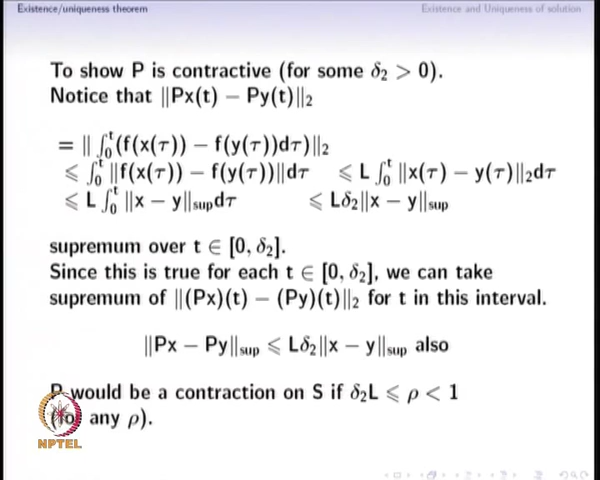 Existence/uniqueness theorem
Existence and Uniqueness of solution
To show P is contractive (for some δ₂ > 0).
Notice that ||Px(t) − Py(t)||₂
= || ∫₀ᵗ(f(x(τ)) − f(y(τ))dτ)||₂
⩽ ∫₀ᵗ ||f(x(τ)) − f(y(τ))||dτ ⩽ L ∫₀ᵗ ||x(τ) − y(τ)||₂dτ
⩽ L ∫₀ᵗ ||x − y||sup dτ ⩽ Lδ₂||x − y||sup
supremum over t ∈ [0, δ₂].
Since this is true for each t ∈ [0, δ₂], we can take
supremum of ||(Px)(t) − (Py)(t)||₂ for t in this interval.
||Px − Py||sup ⩽ Lδ₂||x − y||sup also
P would be a contraction on S if δ₂L ⩽ ρ < 1
(for any ρ).
NPTEL